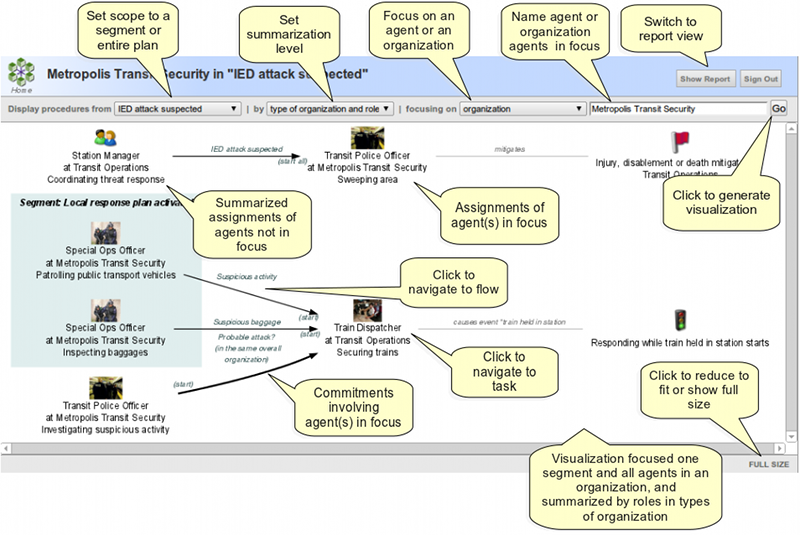 Set scope to a
segment or
entire plan
Set
summarization
level
Focus on an
agent or an
organization
Name agent or
organization
agents in focus
Switch to
report view
Home
Metropolis Transit Security in "IED attack suspected"
Show Report
Sign Out
Display procedures from
IED attack suspected
| by
type of organization and role
| focusing on
organization
Metropolis Transit Security
Go
Station Manager
at Transit Operations
Coordinating threat response
IED attack suspected
(start all)
Transit Police Officer
at Metropolis Transit Security
Sweeping area
mitigates
Injury, disablement or death mitigat
Transit Operations
Click to generate
visualization
Segment: Local response plan activa
Summarized
assignments of
agents not in
focus
Assignments of
agent(s) in focus
Special Ops Officer
at Metropolis Transit Security
Patrolling public transport vehicles
Suspicious activity
(start)
Click to
navigate to flow
Special Ops Officer
at Metropolis Transit Security
Inspecting baggages
Suspicious baggage
(start)
Probable attack?
(in the same overall
organization)
Train Dispatcher
at Transit Operations
Securing trains
causes event "train held in station
Responding while train held in station starts
Click to
navigate to
task
Click to reduce to
fit or show full
size
Transit Police Officer
at Metropolis Transit Security
Investigating suspicious activity
(start)
Commitments
involving
agent(s) in focus
Visualization focused one
segment and all agents in an
organization, and
summarized by roles in types
of organization
FULL SIZE